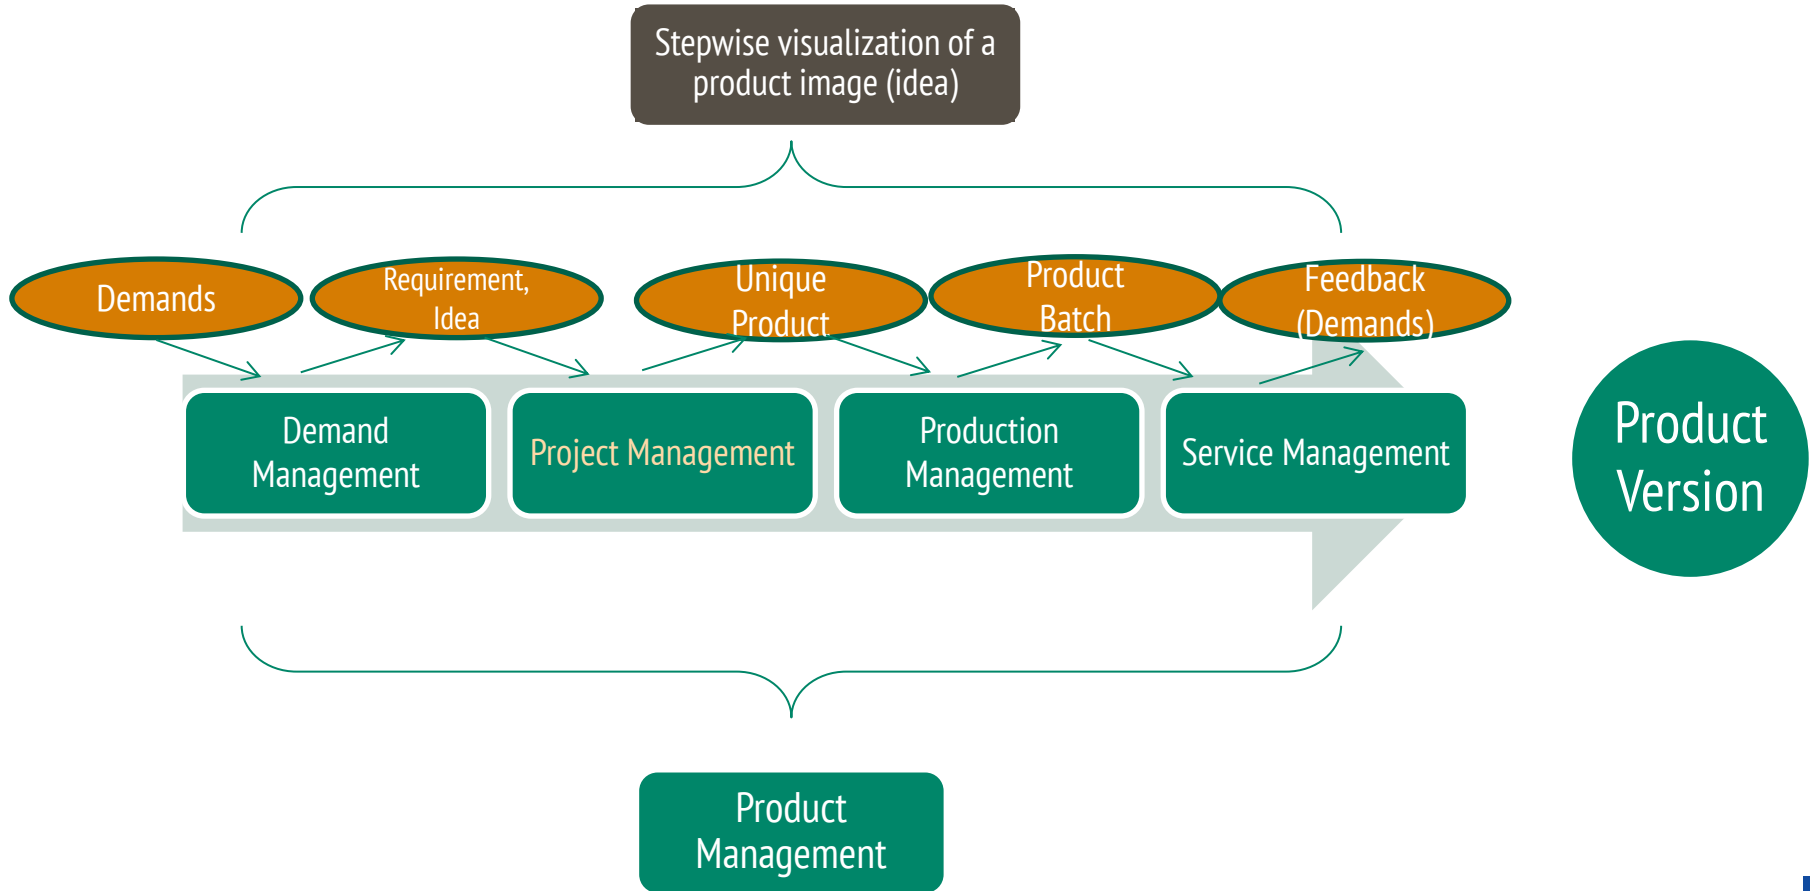 Stepwise visualization of a
product image (idea)
Demands
Requirement,
Idea
Unique
Product
Product
Batch
Feedback
(Demands)
Demand
Management
Project Management
Production
Management
Service Management
Product
Version
Product
Management